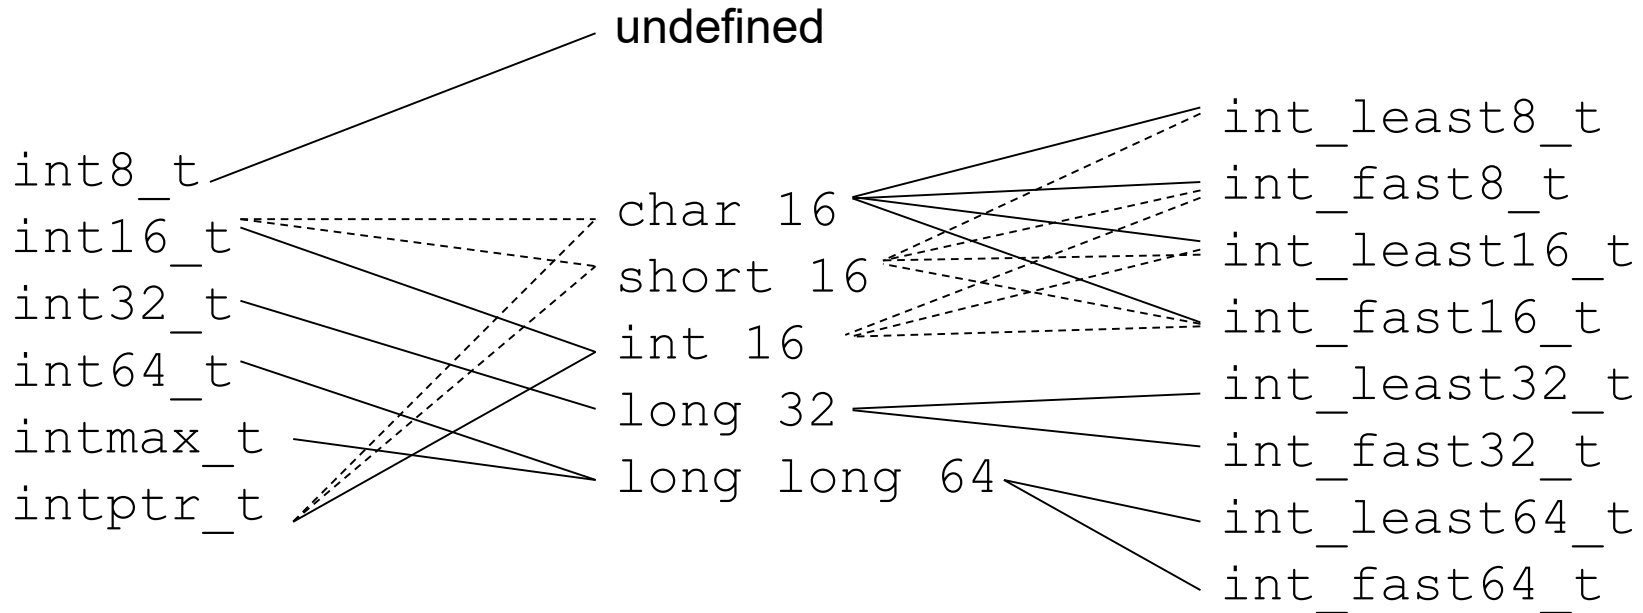 undefined
int8_t
int16_t
int32_t
int64_t
intmax_t
intptr_t
char 16
short 16
int 16
long 32
long long 64
int_least8_t
int_fast8_t
int_least16_t
int_fast16_t
int_least32_t
int_fast32_t
int_least64_t
int_fast64_t